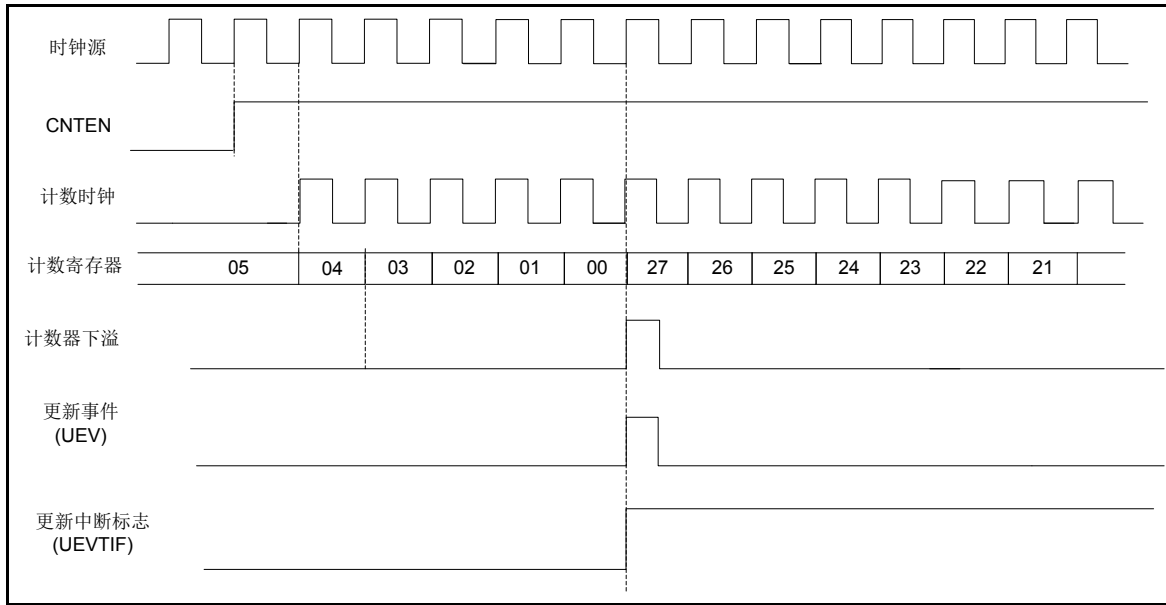 时钟源
CNTEN
计数时钟
计数寄存器 05 04 03 02 01 00 27 26 25 24 23 22 21
计数器下溢
更新事件
(UEV)
更新中断标志
(UEVTIF)